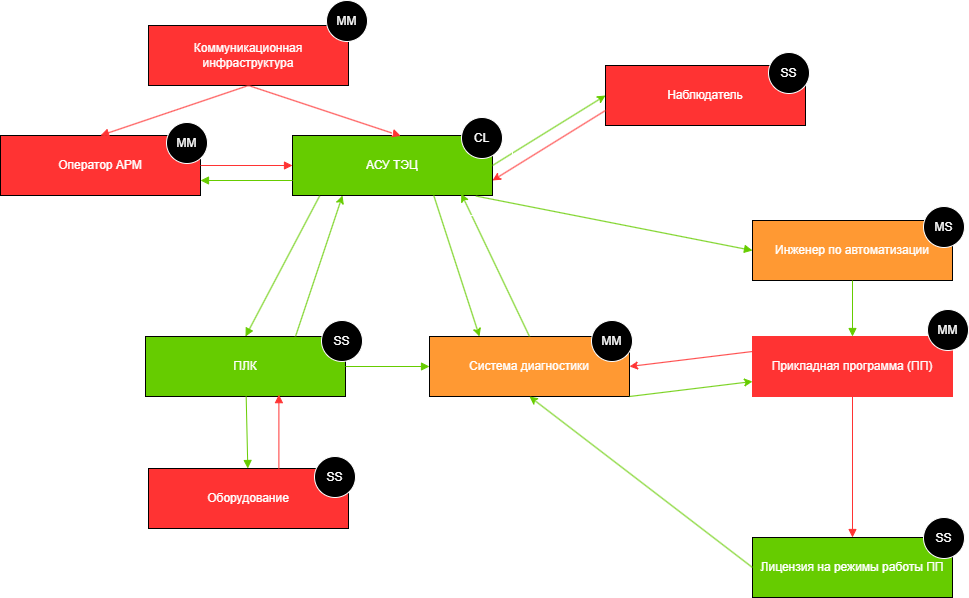 MM
Коммуникационная
инфраструктура
SS
Наблюдатель
MM
Оператор АРМ
CL
АСУ ТЭЦ
MS
Инженер по автоматизации
SS
ПЛК
MM
Система диагностики
MM
Прикладная программа (ПП)
SS
Оборудование
SS
Лицензия на режимы работы ПП